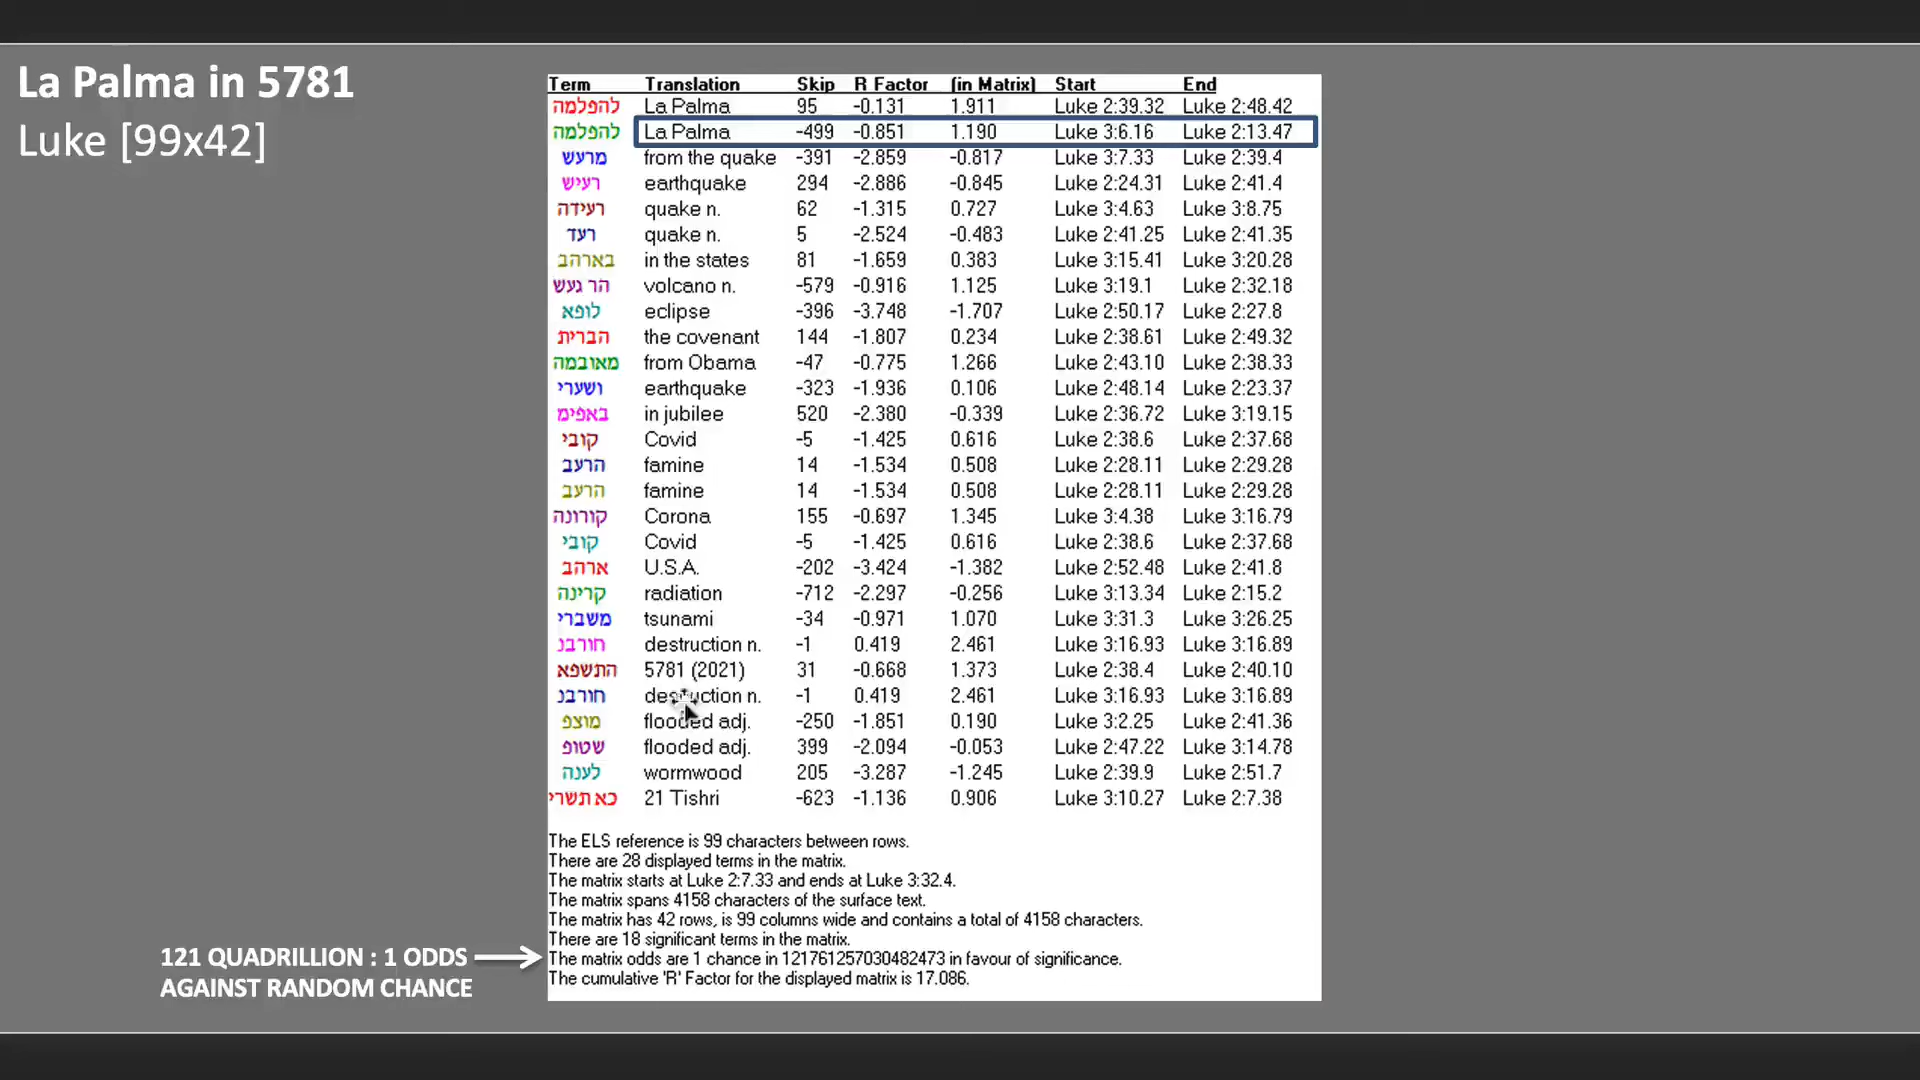 La Palma in 5781
Luke [99x42]
Term Translation Skip R Factor (in Matrix) Start End
להפלמה La Palma 95 -0.131 1.911 Luke 2:39.32 Luke 2:48.42
להפלמה La Palma -499 -0.851 1.190 Luke 3:6.16 Luke 2:13.47
מרעש from the quake -391 -2.859 -0.817 Luke 3:7.33 Luke 2:39.4
רעיש earthquake 294 -2.886 -0.845 Luke 2:24.31 Luke 2:41.4
רעידה quake n. 62 -1.315 0.727 Luke 3:4.63 Luke 3:8.75
רעד quake n. 5 -2.524 -0.483 Luke 2:41.25 Luke 2:41.35
בארהב in the states 81 -1.659 0.383 Luke 3:15.41 Luke 3:20.28
הר געש volcano n. -579 -0.916 1.125 Luke 3:19.1 Luke 2:32.18
לופא eclipse -396 -3.748 -1.707 Luke 2:50.17 Luke 2:27.8
הברית the covenant 144 -1.807 0.234 Luke 2:38.61 Luke 2:49.32
מאובמה from Obama -47 -0.775 1.266 Luke 2:43.10 Luke 2:38.33
ושערי earthquake -323 -1.936 0.106 Luke 2:48.14 Luke 2:23.37
באפימ in jubilee 520 -2.380 -0.339 Luke 2:36.72 Luke 3:19.15
קובי Covid -5 -1.425 0.616 Luke 2:38.6 Luke 2:37.68
הרעב famine 14 -1.534 0.508 Luke 2:28.11 Luke 2:29.28
הרעב famine 14 -1.534 0.508 Luke 2:28.11 Luke 2:29.28
קורונה Corona 155 -0.697 1.345 Luke 3:4.38 Luke 3:16.79
קובי Covid -5 -1.425 0.616 Luke 2:38.6 Luke 2:37.68
ארהב U.S.A. -202 -3.424 -1.382 Luke 2:52.48 Luke 2:41.8
קרינה radiation -712 -2.297 -0.256 Luke 3:13.34 Luke 2:15.2
משברי tsunami -34 -0.971 1.070 Luke 3:31.3 Luke 3:26.25
חורבנ destruction n. -1 0.419 2.461 Luke 3:16.93 Luke 3:16.89
התשפא 5781 (2021) 31 -0.668 1.373 Luke 2:38.4 Luke 2:40.10
חורבנ destruction n. -1 0.419 2.461 Luke 3:16.93 Luke 3:16.89
מוצפ flooded adj. -250 -1.851 0.190 Luke 3:2.25 Luke 2:41.36
שטופ flooded adj. 399 -2.094 -0.053 Luke 2:47.22 Luke 3:14.78
לענה wormwood 205 -3.287 -1.245 Luke 2:39.9 Luke 2:51.7
כא תשרי 21 Tishri -623 -1.136 0.906 Luke 3:10.27 Luke 2:7.38
The ELS reference is 99 characters between rows.
There are 28 displayed terms in the matrix.
The matrix starts at Luke 2:7.33 and ends at Luke 3:32.4.
The matrix spans 4158 characters of the surface text.
The matrix has 42 rows, is 99 columns wide and contains a total of 4158 characters.
There are 18 significant terms in the matrix.
The matrix odds are 1 chance in 121761257030482473 in favour of significance.
The cumulative 'R' Factor for the displayed matrix is 17.086.
121 QUADRILLION : 1 ODDS
AGAINST RANDOM CHANCE